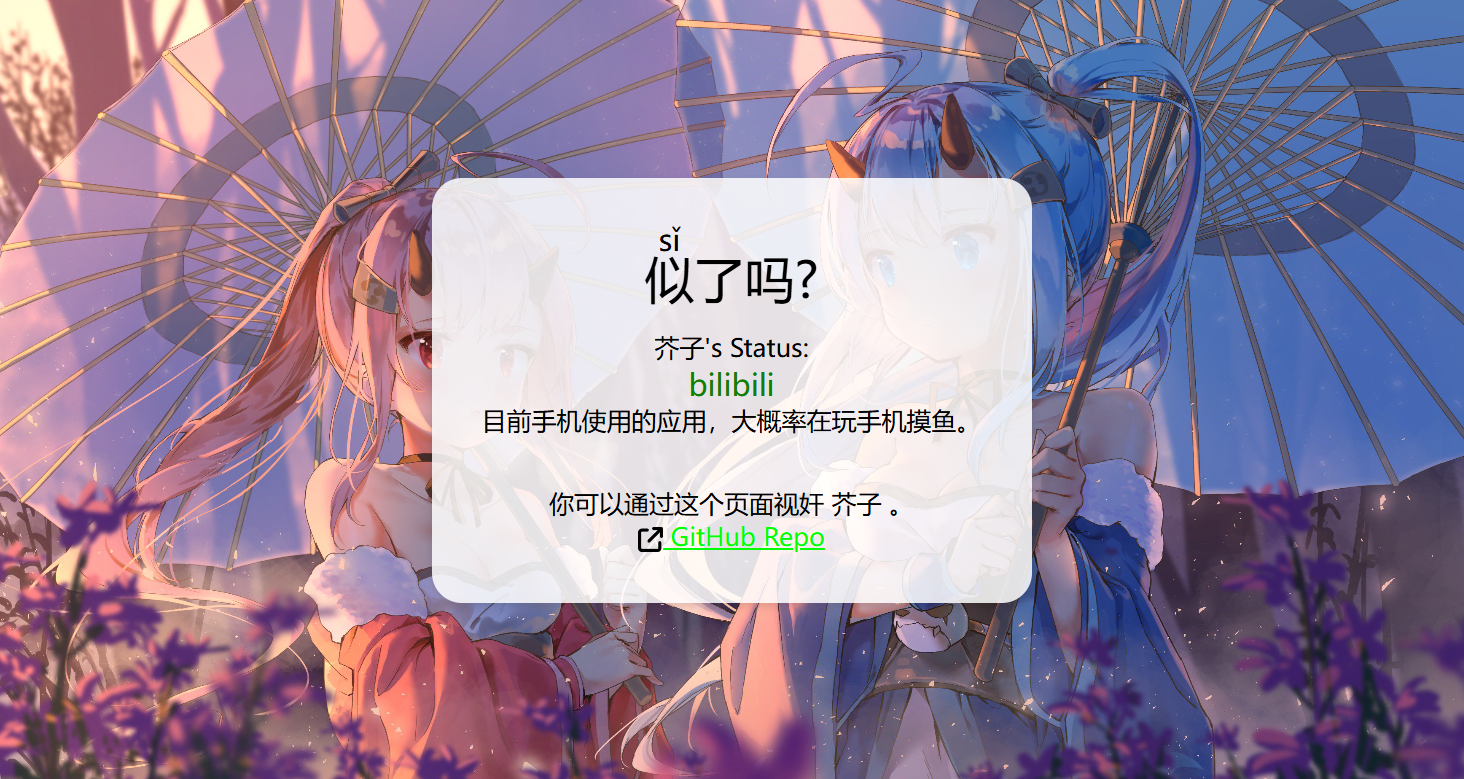 sǐ
似了吗?
芥子's Status:
bilibili
目前手机使用的应用，大概率在玩手机摸鱼。
你可以通过这个页面视奸 芥子 。
GitHub Repo